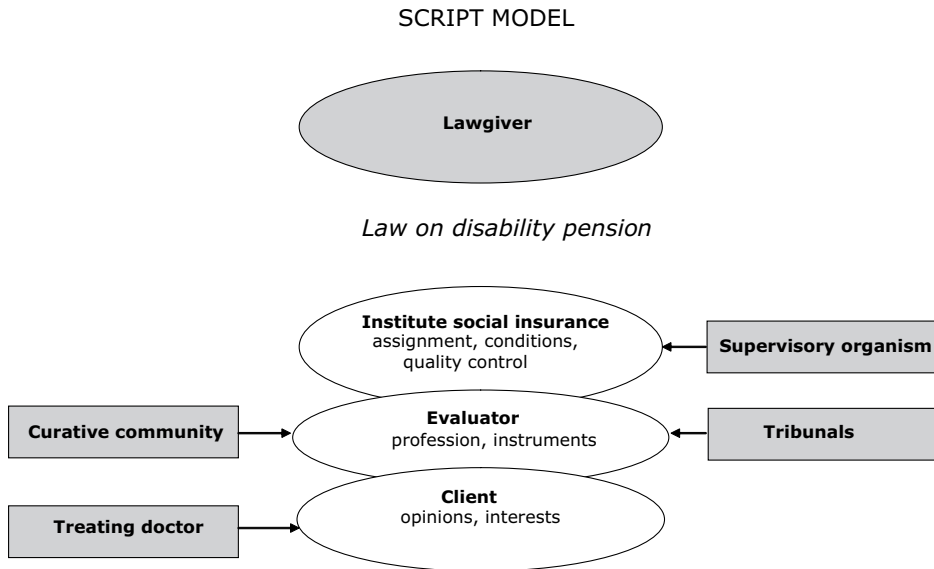 SCRIPT MODEL
Lawgiver
Law on disability pension
Institute social insurance
assignment, conditions,
quality control
Supervisory organism
Curative community
Evaluator
profession, instruments
Tribunals
Client
opinions, interests
Treating doctor